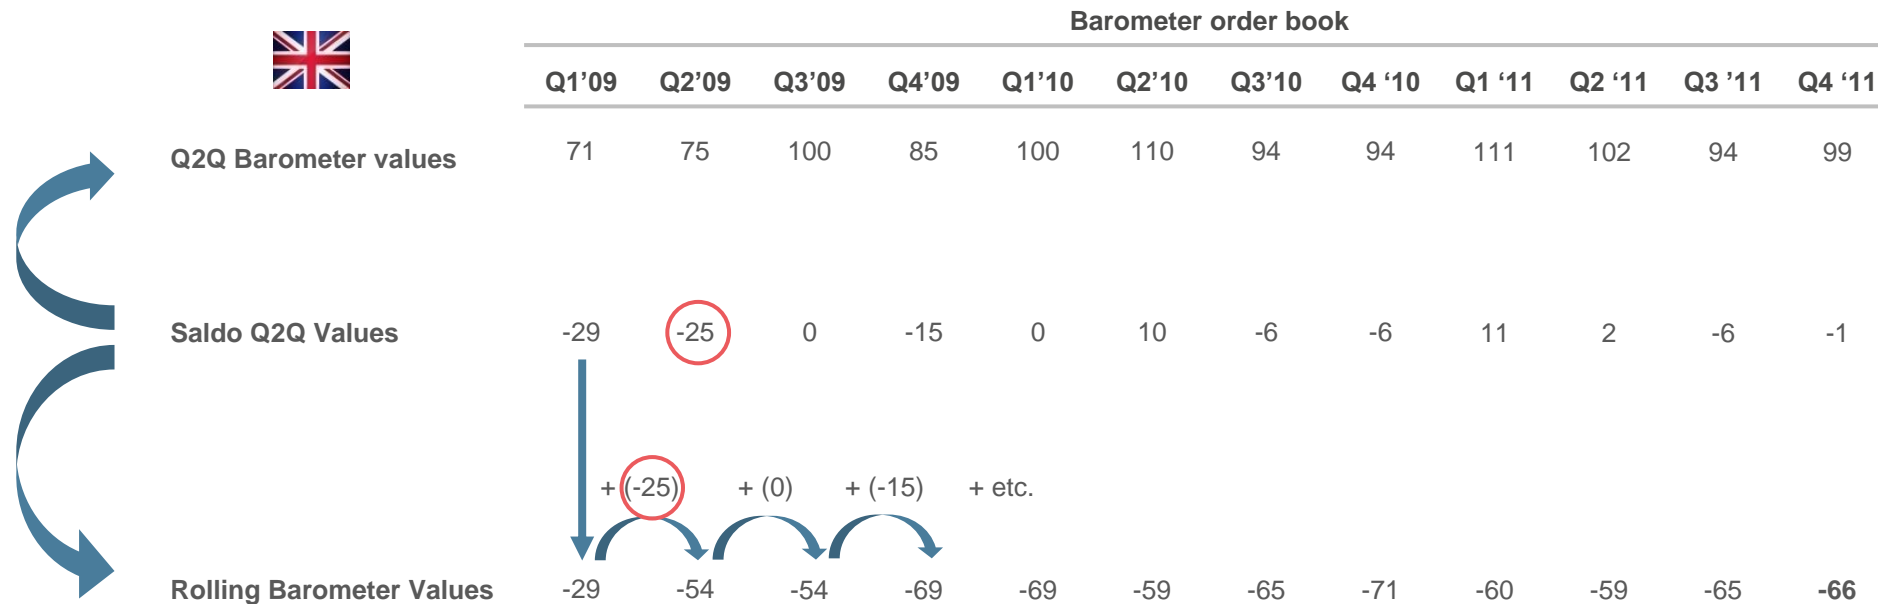 Barometer order book
Q1’09 Q2’09 Q3’09 Q4’09 Q1’10 Q2’10 Q3’10 Q4 ‘10 Q1 ‘11 Q2 ‘11 Q3 ’11 Q4 ‘11
Q2Q Barometer values 71 75 100 85 100 110 94 94 111 102 94 99
Saldo Q2Q Values -29 -25 0 -15 0 10 -6 -6 11 2 -6 -1
+ (-25) + (0) + (-15) + etc.
Rolling Barometer Values -29 -54 -54 -69 -69 -59 -65 -71 -60 -59 -65 -66